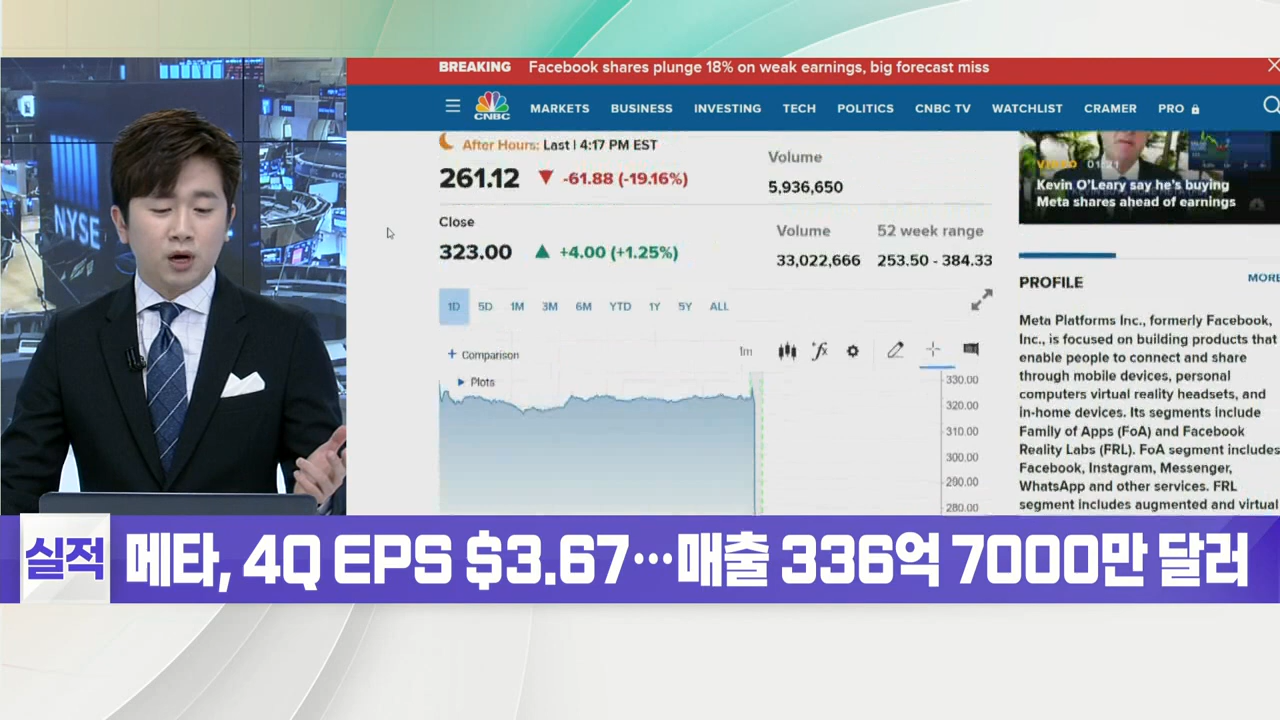 BREAKING Facebook shares plunge 18% on weak earnings, big forecast miss
CNBC
MARKETS BUSINESS INVESTING TECH POLITICS CNBC TV WATCHLIST CRAMER PRO
After Hours: Last | 4:17 PM EST
261.12 ▼ -61.88 (-19.16%)
Volume
5,936,650
Close
323.00 ▲ +4.00 (+1.25%)
Volume
33,022,666
52 week range
253.50 - 384.33
1D 5D 1M 3M 6M YTD 1Y 5Y ALL
+ Comparison
1m
Plots
330.00
320.00
310.00
300.00
290.00
280.00
VIDEO 01:21
Kevin O'Leary say he's buying
Meta shares ahead of earnings
PROFILE
MORE
Meta Platforms Inc., formerly Facebook,
Inc., is focused on building products that
enable people to connect and share
through mobile devices, personal
computers virtual reality headsets, and
in-home devices. Its segments include
Family of Apps (FoA) and Facebook
Reality Labs (FRL). FoA segment includes
Facebook, Instagram, Messenger,
WhatsApp and other services. FRL
segment includes augmented and virtual
NYSE
실적 메타, 4Q EPS $3.67…매출 336억 7000만 달러